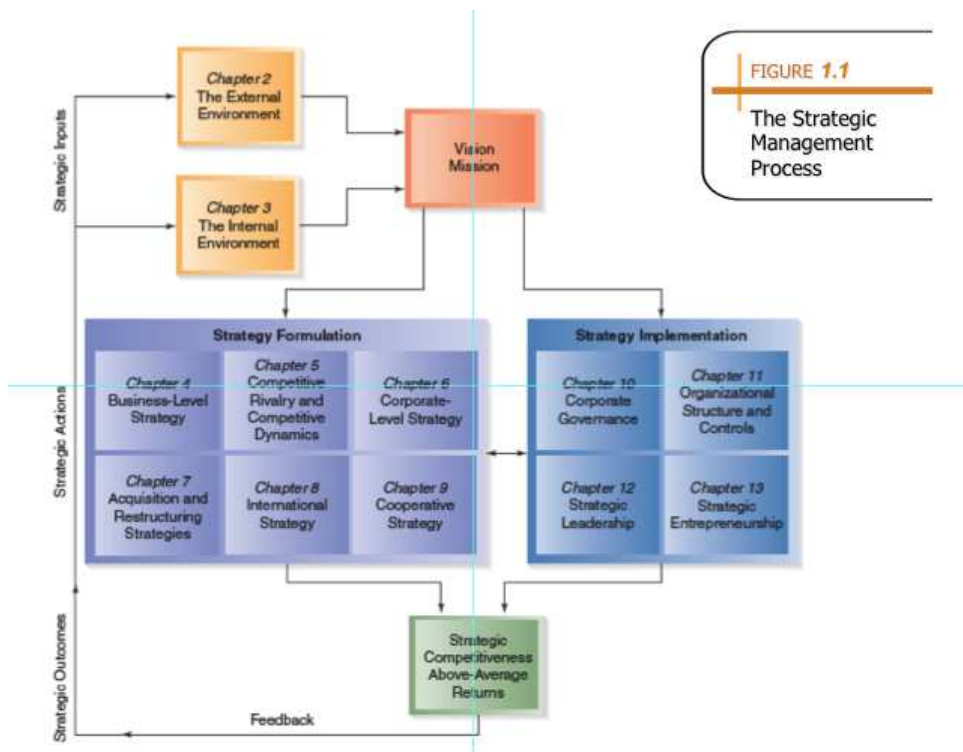 FIGURE 1.1
The Strategic
Management
Process
Strategic Inputs
Chapter 2
The External
Environment
Vision
Mission
Chapter 3
The Internal
Environment
Strategic Actions
Strategy Formulation
Chapter 4
Business-Level
Strategy
Chapter 5
Competitive
Rivalry and
Competitive
Dynamics
Chapter 6
Corporate-
Level Strategy
Chapter 7
Acquisition and
Restructuring
Strategies
Chapter 8
International
Strategy
Chapter 9
Cooperative
Strategy
Strategy Implementation
Chapter 10
Corporate
Governance
Chapter 11
Organizational
Structure and
Controls
Chapter 12
Strategic
Leadership
Chapter 13
Strategic
Entrepreneurship
Strategic Outcomes
Strategic
Competitiveness
Above-Average
Returns
Feedback